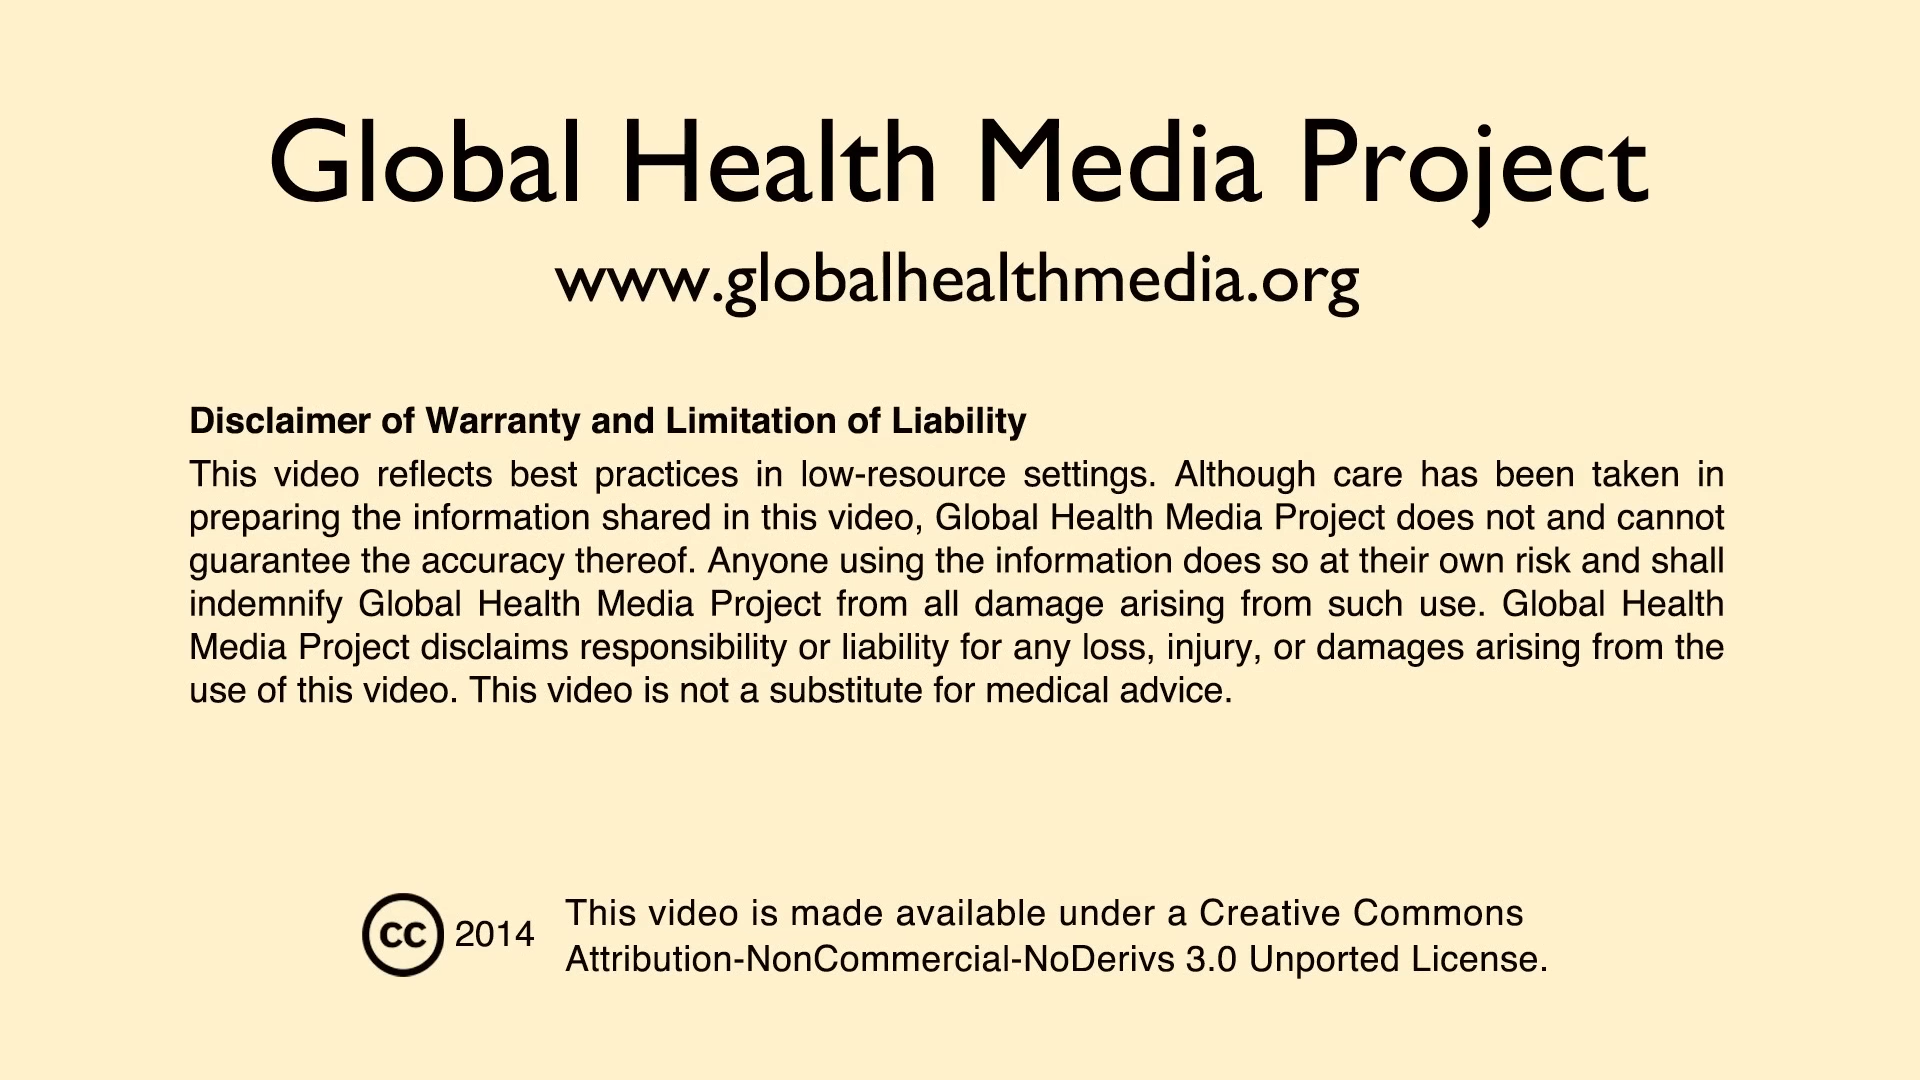 Global Health Media Project
www.globalhealthmedia.org
Disclaimer of Warranty and Limitation of Liability
This video reflects best practices in low-resource settings. Although care has been taken in
preparing the information shared in this video, Global Health Media Project does not and cannot
guarantee the accuracy thereof. Anyone using the information does so at their own risk and shall
indemnify Global Health Media Project from all damage arising from such use. Global Health
Media Project disclaims responsibility or liability for any loss, injury, or damages arising from the
use of this video. This video is not a substitute for medical advice.
cc 2014
This video is made available under a Creative Commons
Attribution-NonCommercial-NoDerivs 3.0 Unported License.